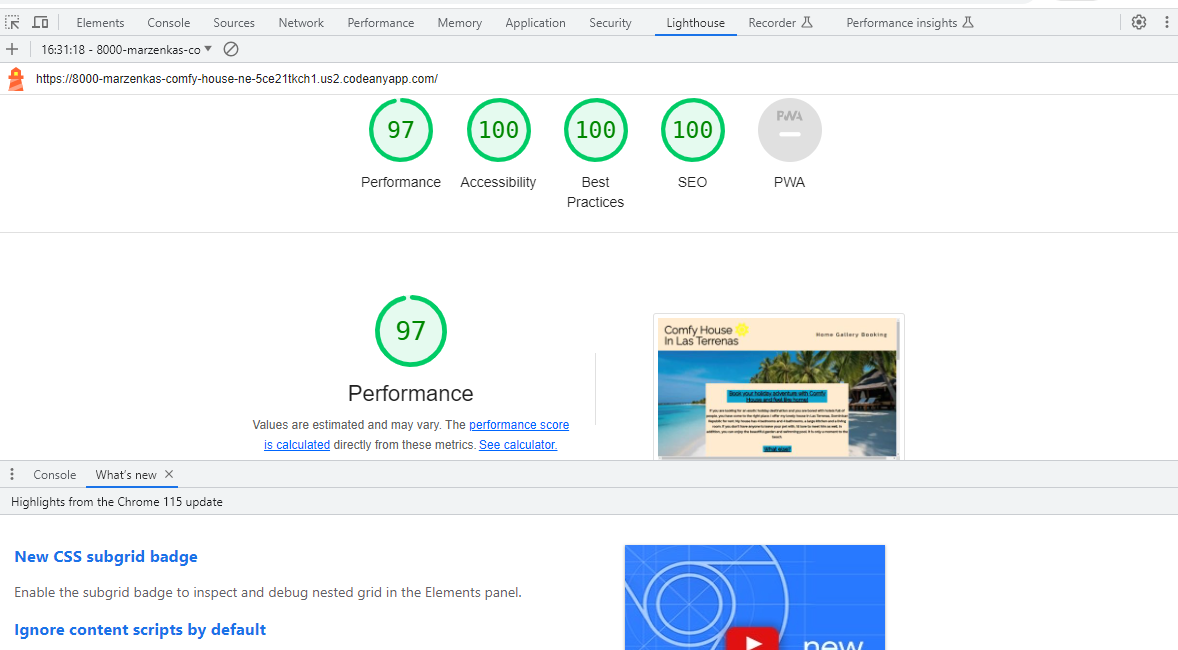 Elements Console Sources Network Performance Memory Application Security Lighthouse Recorder Performance insights
16:31:18 - 8000-marzenkas-co
https://8000-marzenkas-comfy-house-ne-5ce21tkch1.us2.codeanyapp.com/
97 100 100 100 PWA
Performance Accessibility Best SEO PWA
Practices
97
Performance
Values are estimated and may vary. The performance score
is calculated directly from these metrics. See calculator.
Comfy House
In Las Terrenas
Home Gallery Booking
Book your holiday adventure with Comfy
House and feel like home!
What else?
Console What's new
Highlights from the Chrome 115 update
New CSS subgrid badge
Enable the subgrid badge to inspect and debug nested grid in the Elements panel.
Ignore content scripts by default
new